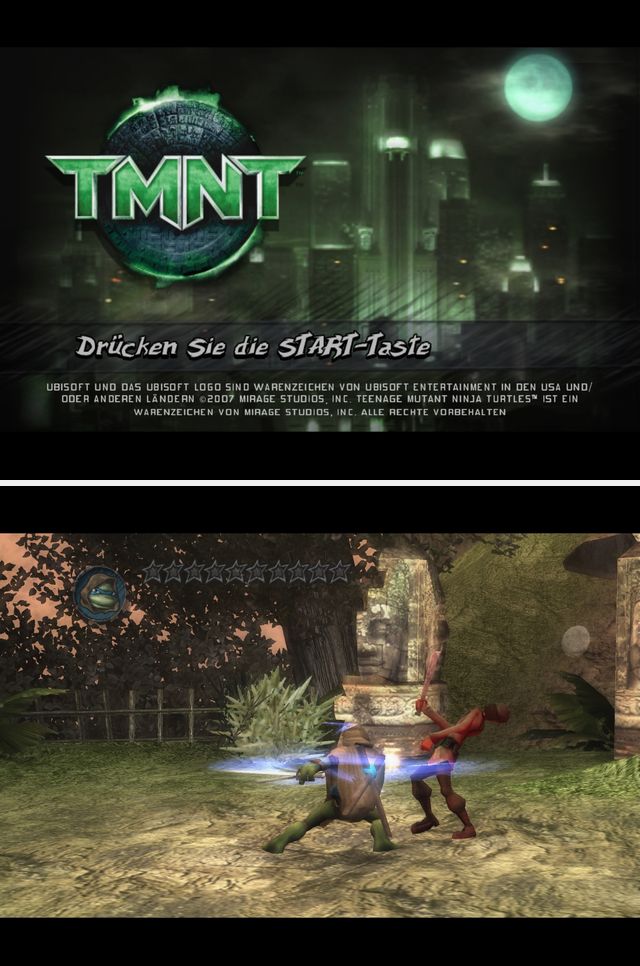 TMNT™
Drücken Sie die START-Taste
UBISOFT UND DAS UBISOFT LOGO SIND WARENZEICHEN VON UBISOFT ENTERTAINMENT IN DEN USA UND/
ODER ANDEREN LÄNDERN ©2007 MIRAGE STUDIOS, INC. TEENAGE MUTANT NINJA TURTLES™ IST EIN
WARENZEICHEN VON MIRAGE STUDIOS, INC. ALLE RECHTE VORBEHALTEN